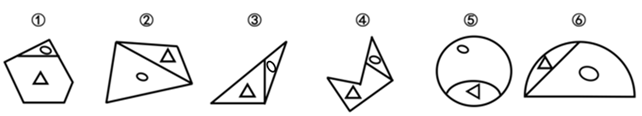 ① ② ③ ④ ⑤ ⑥